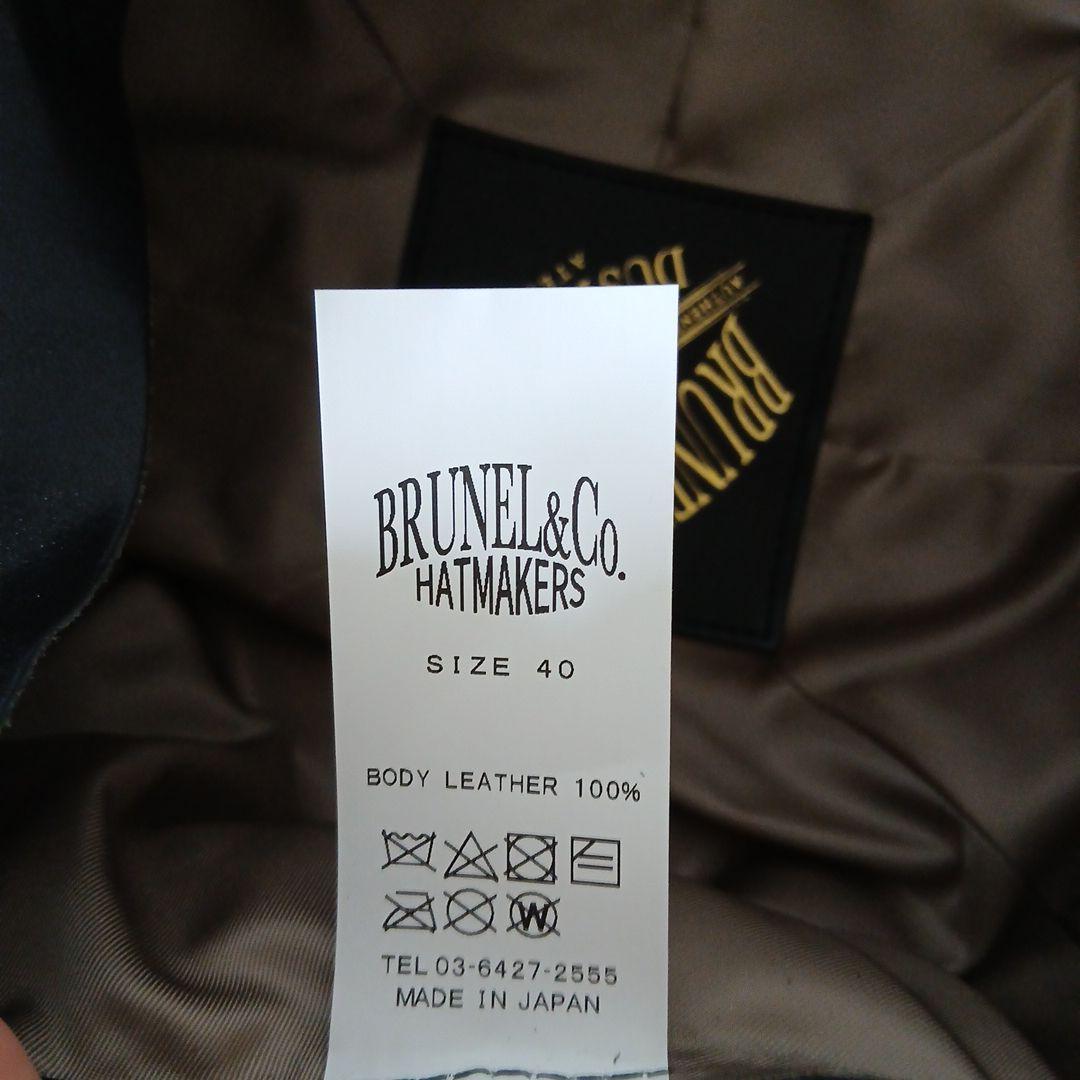 BRUNEL&Co.
HATMAKERS
SIZE 40
BODY LEATHER 100%
W
TEL 03-6427-2555
MADE IN JAPAN